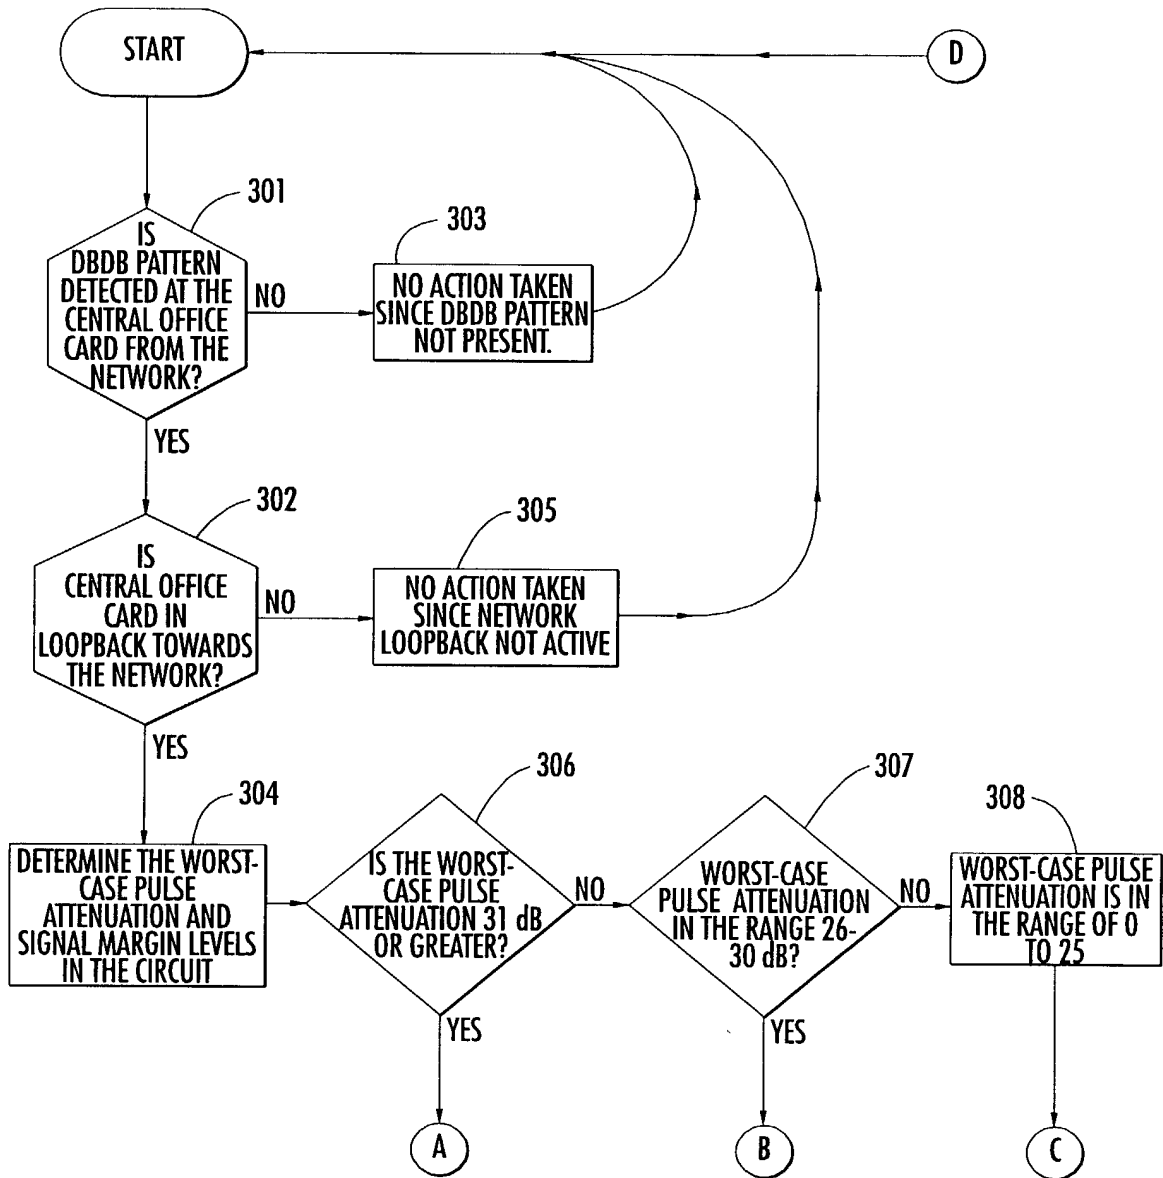 START
D
301
IS
DBDB PATTERN
DETECTED AT THE
CENTRAL OFFICE
CARD FROM THE
NETWORK?
NO
303
NO ACTION TAKEN
SINCE DBDB PATTERN
NOT PRESENT.
YES
302
IS
CENTRAL OFFICE
CARD IN
LOOPBACK TOWARDS
THE NETWORK?
NO
305
NO ACTION TAKEN
SINCE NETWORK
LOOPBACK NOT ACTIVE
YES
304
DETERMINE THE WORST-
CASE PULSE
ATTENUATION AND
SIGNAL MARGIN LEVELS
IN THE CIRCUIT
306
IS THE WORST-
CASE PULSE
ATTENUATION 31 dB
OR GREATER?
NO
YES
A
307
WORST-CASE
PULSE ATTENUATION
IN THE RANGE 26-
30 dB?
NO
YES
B
308
WORST-CASE PULSE
ATTENUATION IS IN
THE RANGE OF 0
TO 25
C